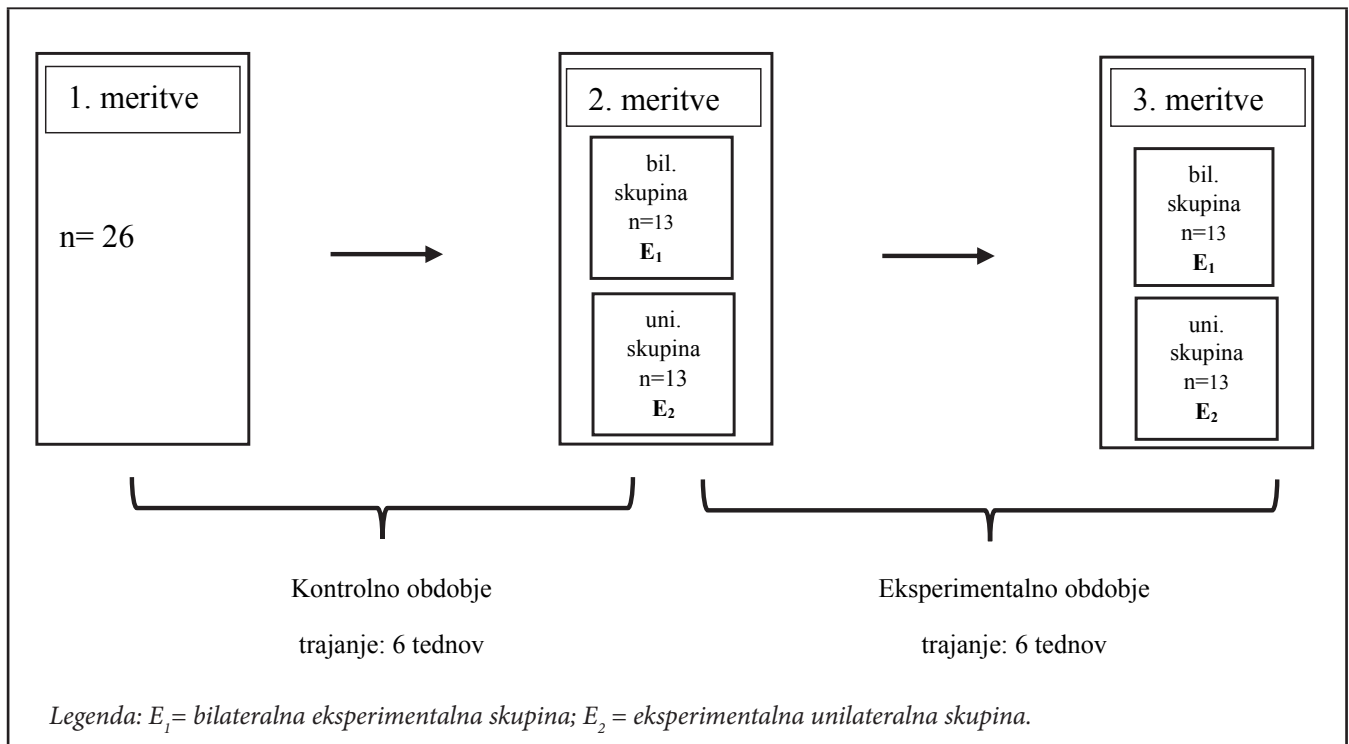 1. meritve
n= 26
2. meritve
bil.
skupina
n=13
E₁
uni.
skupina
n=13
E₂
3. meritve
bil.
skupina
n=13
E₁
uni.
skupina
n=13
E₂
Kontrolno obdobje
trajanje: 6 tednov
Eksperimentalno obdobje
trajanje: 6 tednov
Legenda: E₁= bilateralna eksperimentalna skupina; E₂ = eksperimentalna unilateralna skupina.